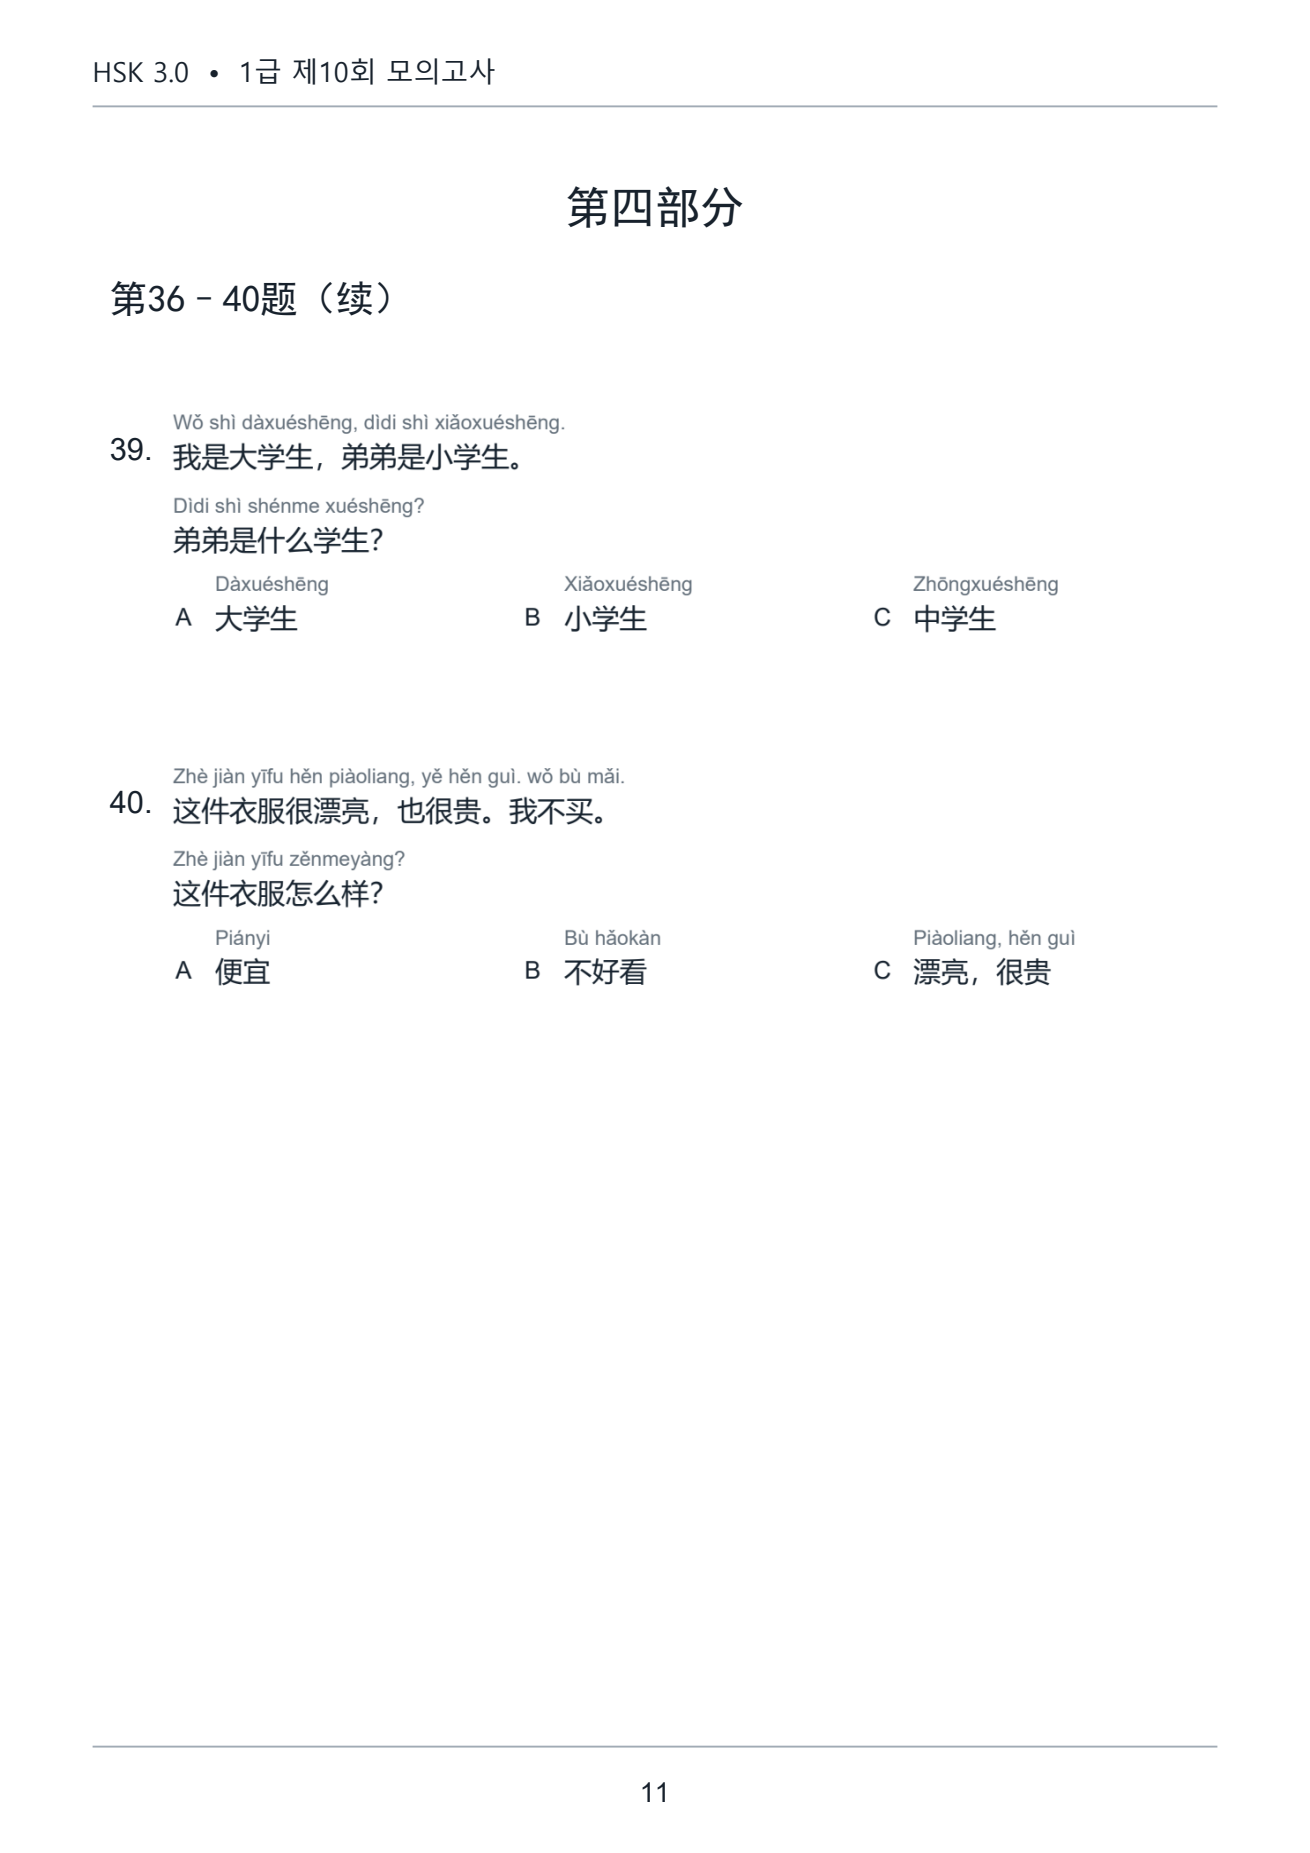 HSK 3.0 • 1급 제10회 모의고사
第四部分
第36－40题（续）
Wǒ shì dàxuéshēng, dìdi shì xiǎoxuéshēng.
39. 我是大学生，弟弟是小学生。
Dìdi shì shénme xuéshēng?
弟弟是什么学生？
Dàxuéshēng Xiǎoxuéshēng Zhōngxuéshēng
A 大学生 B 小学生 C 中学生
Zhè jiàn yīfu hěn piàoliang, yě hěn guì. wǒ bù mǎi.
40. 这件衣服很漂亮，也很贵。我不买。
Zhè jiàn yīfu zěnmeyàng?
这件衣服怎么样？
Piányi Bù hǎokàn Piàoliang, hěn guì
A 便宜 B 不好看 C 漂亮，很贵
11